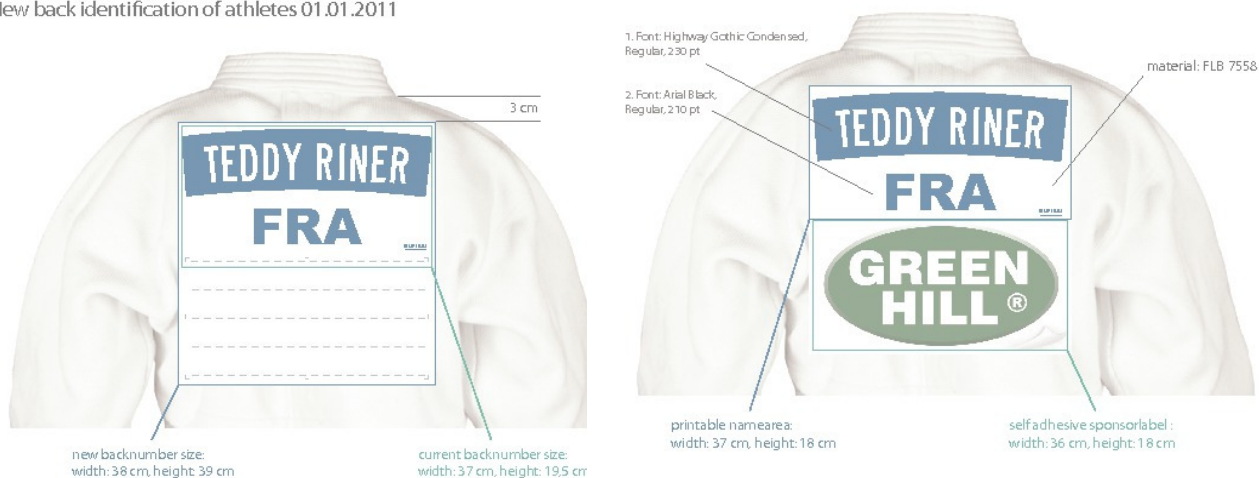 New back identification of athletes 01.01.2011
3 cm
TEDDY RINER
FRA
new backnumber size:
width: 38 cm, height: 39 cm
current backnumber size:
width: 37 cm, height: 19,5 cm
1. Font: Highway Gothic Condensed,
Regular, 230 pt
2. Font: Arial Black,
Regular, 210 pt
material: FLB 7558
TEDDY RINER
FRA
GREEN
HILL ®
printable namearea:
width: 37 cm, height: 18 cm
self adhesive sponsorlabel :
width: 36 cm, height: 18 cm